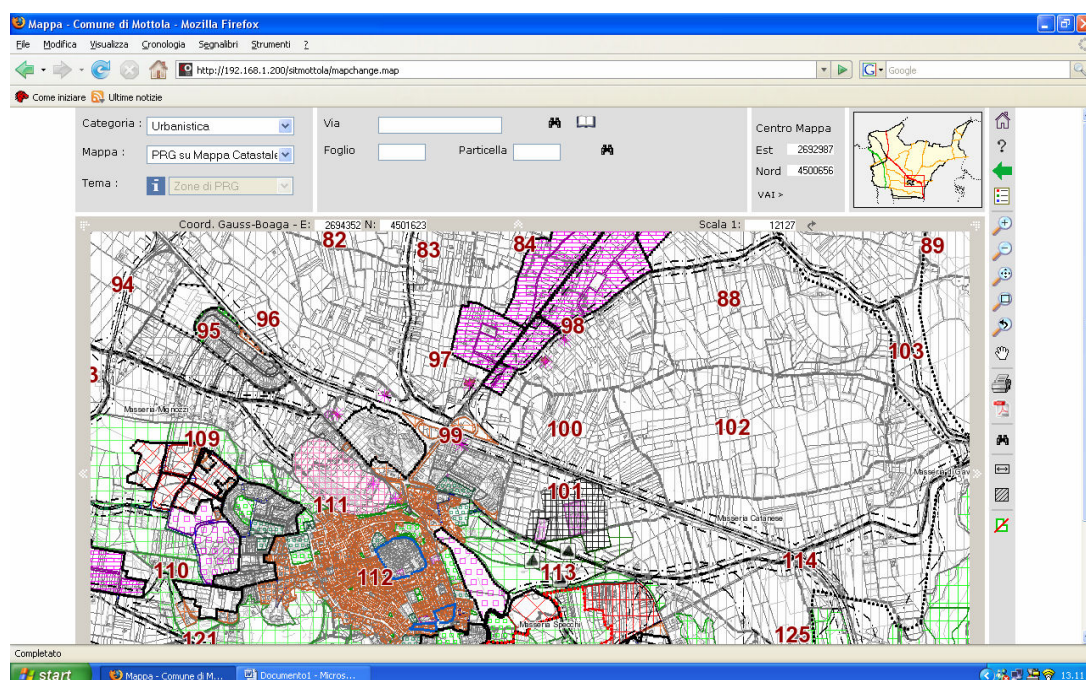 Mappa - Comune di Mottola - Mozilla Firefox
File Modifica Visualizza Cronologia Segnalibri Strumenti ?
http://192.168.1.200/sitmottola/mapchange.map
G Google
Come iniziare Ultime notizie
Categoria : Urbanistica
Via
Mappa : PRG su Mappa Catastale
Foglio Particella
Tema : i Zone di PRG
Centro Mappa
Est 2692987
Nord 4500656
VAI >
?
Coord. Gauss-Boaga - E: 2694352 N: 4501623
Scala 1: 12127
82 83 84 89
94 88
95 96 98 103
97
3
Masseria Mignozzi
99 100 102
109
Masseria Il Gav
101
111
Masseria Catanese
114
110 112 113
Masseria Specchi
121 125
Completato
start Mappa - Comune di M... Documento1 - Micros... 13.11